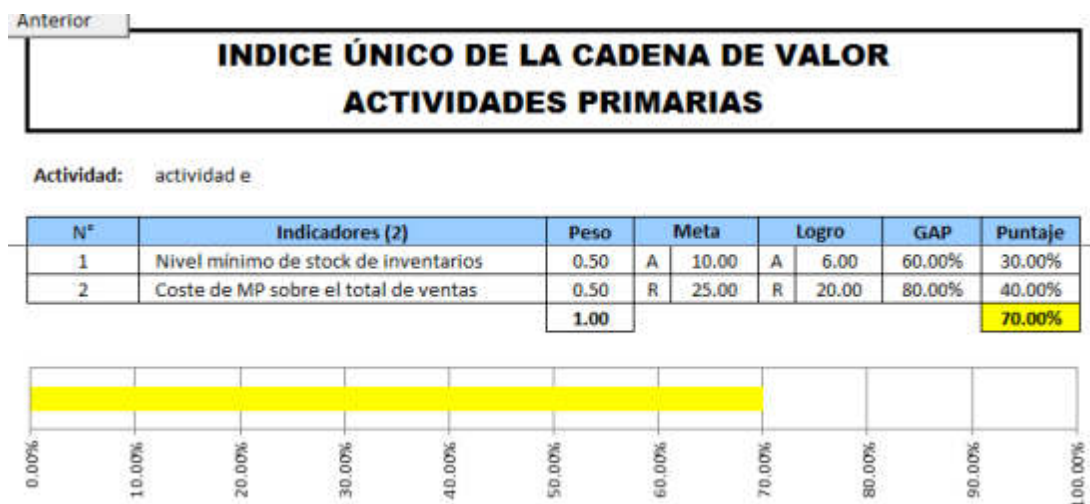 Anterior
INDICE ÚNICO DE LA CADENA DE VALOR
ACTIVIDADES PRIMARIAS
Actividad: actividad e
N° Indicadores (2) Peso Meta Logro GAP Puntaje
1 Nivel mínimo de stock de inventarios 0.50 A 10.00 A 6.00 60.00% 30.00%
2 Coste de MP sobre el total de ventas 0.50 R 25.00 R 20.00 80.00% 40.00%
1.00 70.00%
0.00% 10.00% 20.00% 30.00% 40.00% 50.00% 60.00% 70.00% 80.00% 90.00% 100.00%